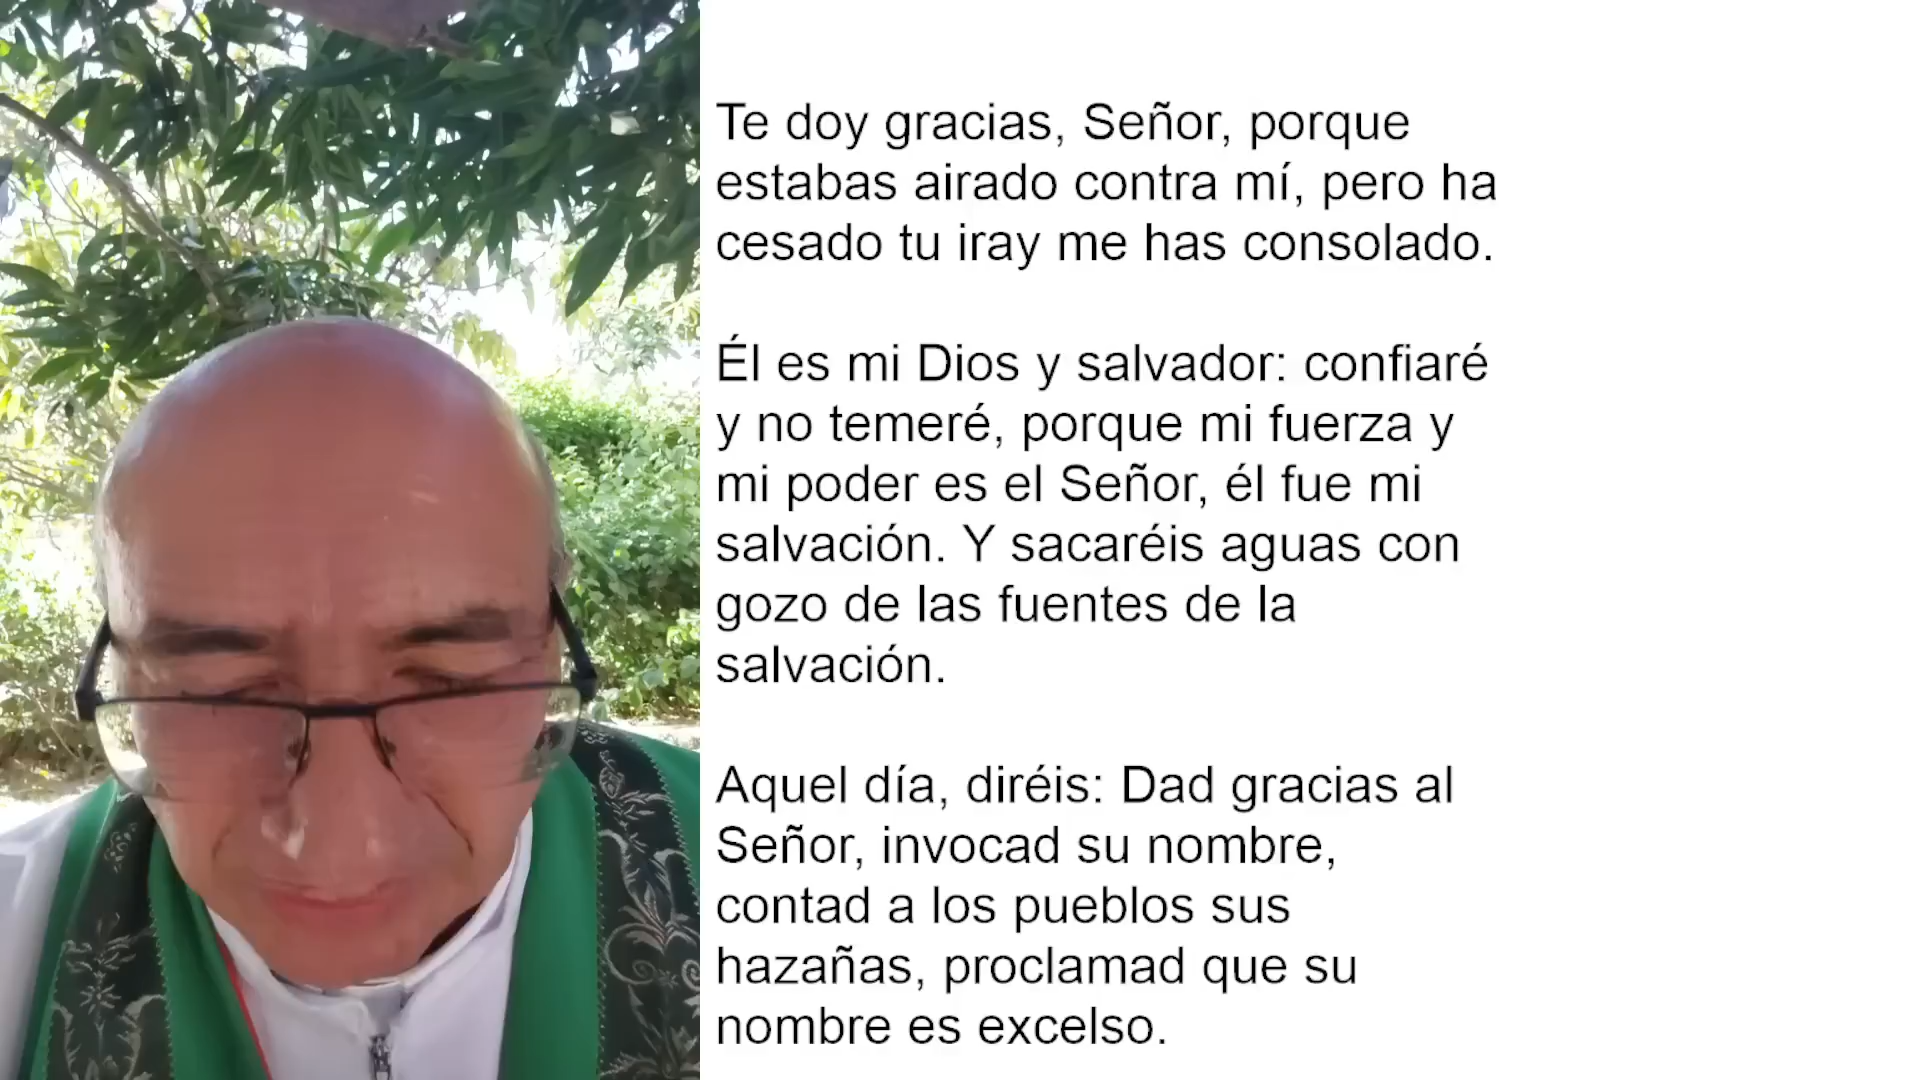 Te doy gracias, Señor, porque
estabas airado contra mí, pero ha
cesado tu iray me has consolado.
Él es mi Dios y salvador: confiaré
y no temeré, porque mi fuerza y
mi poder es el Señor, él fue mi
salvación. Y sacaréis aguas con
gozo de las fuentes de la
salvación.
Aquel día, diréis: Dad gracias al
Señor, invocad su nombre,
contad a los pueblos sus
hazañas, proclamad que su
nombre es excelso.